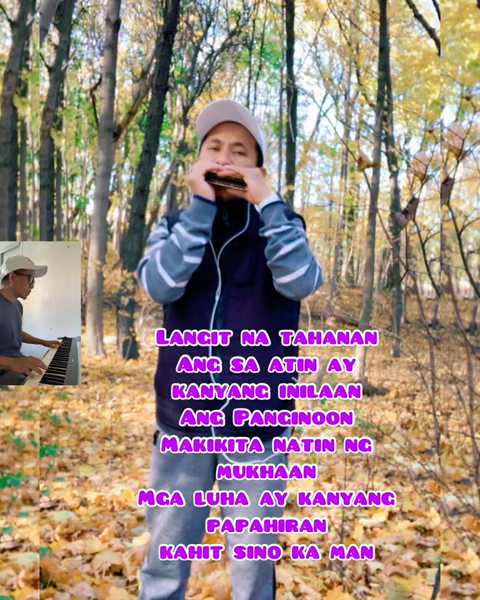 Langit na tahanan
Ang sa atin ay
kanyang inilaan
Ang Panginoon
Makikita natin ng
mukhaan
Mga luha ay kanyang
papahiran
kahit sino ka man